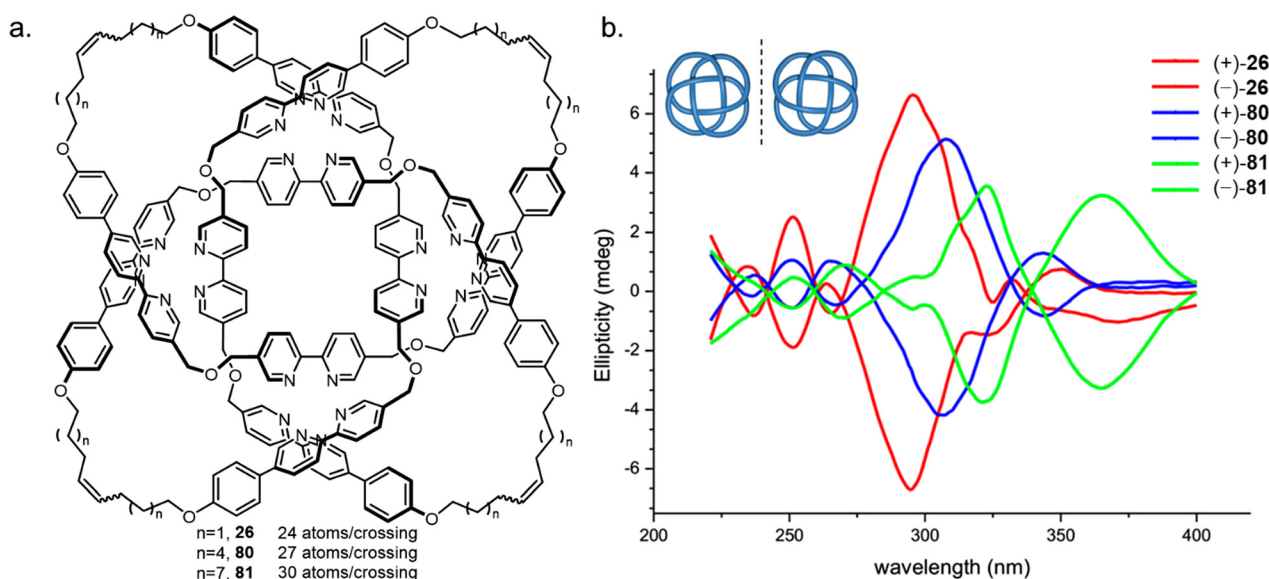 a.
n=1, 26 24 atoms/crossing
n=4, 80 27 atoms/crossing
n=7, 81 30 atoms/crossing
b.
(+)-26
(−)-26
(+)-80
(−)-80
(+)-81
(−)-81
Ellipticity (mdeg)
6
4
2
0
-2
-4
-6
200 250 300 350 400
wavelength (nm)